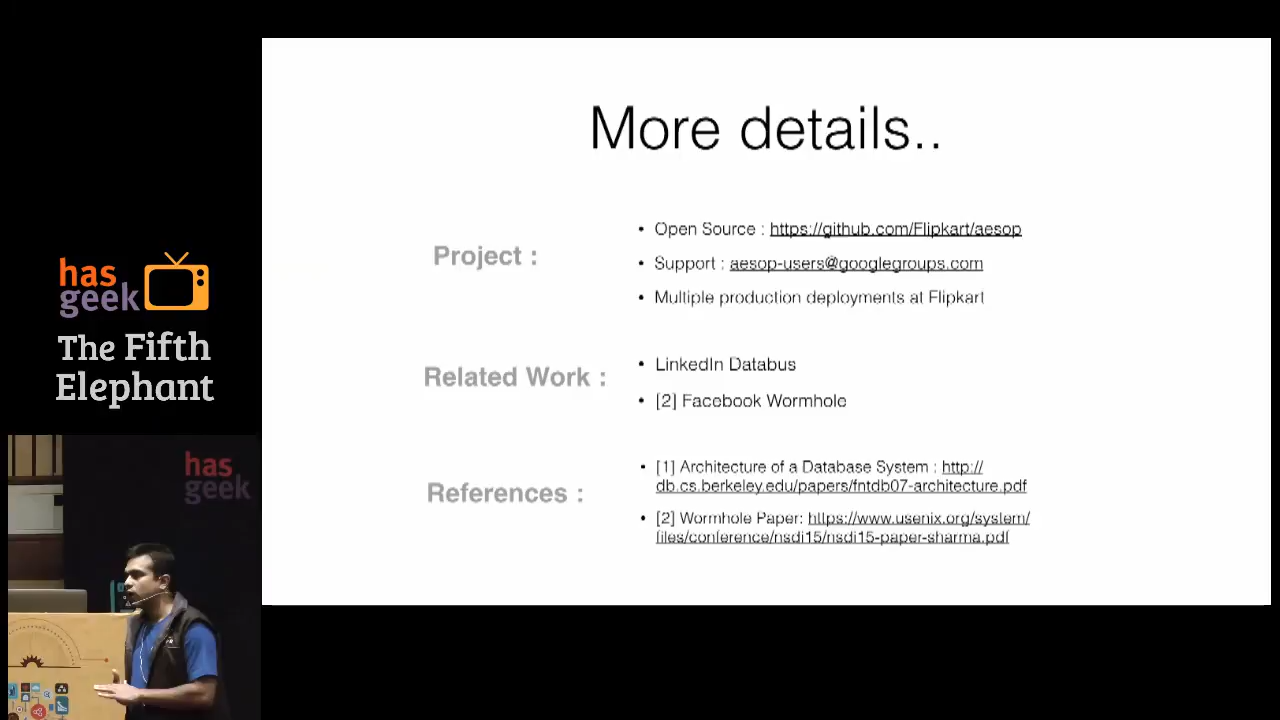 has
geek
The Fifth
Elephant
has
geek
More details..
Project :
• Open Source : https://github.com/Flipkart/aesop
• Support : aesop-users@googlegroups.com
• Multiple production deployments at Flipkart
Related Work :
• LinkedIn Databus
• [2] Facebook Wormhole
References :
• [1] Architecture of a Database System : http://
db.cs.berkeley.edu/papers/fntdb07-architecture.pdf
• [2] Wormhole Paper: https://www.usenix.org/system/
files/conference/nsdi15/nsdi15-paper-sharma.pdf